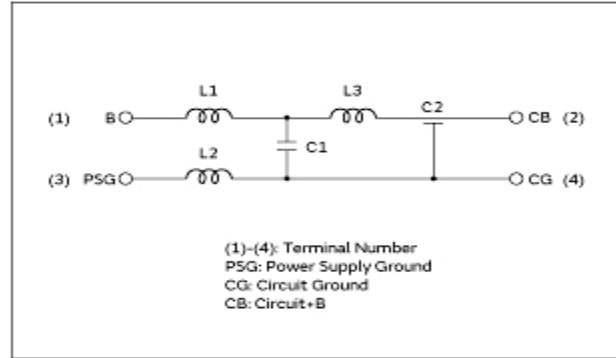 L1 L3 C2
(1) B CB (2)
C1
L2
(3) PSG CG (4)
(1)-(4): Terminal Number
PSG: Power Supply Ground
CG: Circuit Ground
CB: Circuit+B